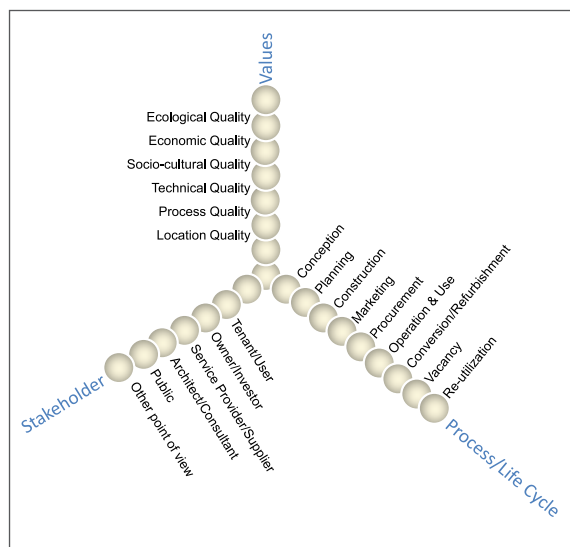 Values
Ecological Quality
Economic Quality
Socio-cultural Quality
Technical Quality
Process Quality
Location Quality
Conception
Planning
Construction
Marketing
Procurement
Operation & Use
Conversion/Refurbishment
Vacancy
Re-utilization
Process/Life Cycle
Tenant/User
Owner/Investor
Service Provider/Supplier
Architect/Consultant
Public
Other point of view
Stakeholder